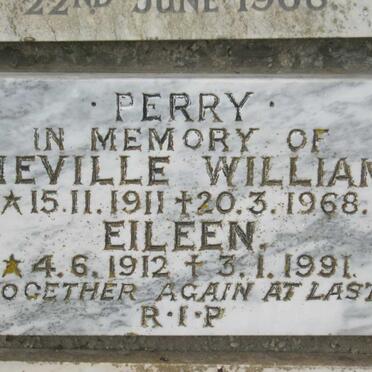 22ND JUNE 1968
· PERRY ·
IN MEMORY OF
NEVILLE WILLIAM
☆15.11.1911 ✝20.3.1968.
EILEEN.
★4.6.1912 ✝3.1.1991.
TOGETHER AGAIN AT LAST
R·I·P